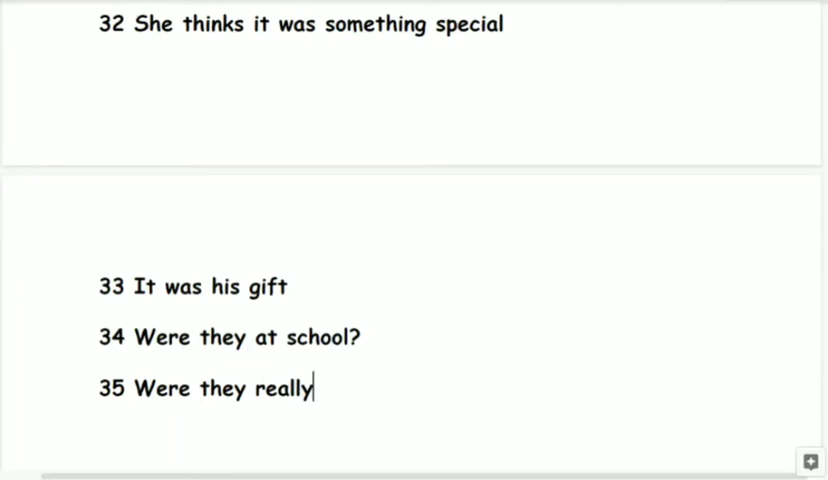 32 She thinks it was something special
33 It was his gift
34 Were they at school?
35 Were they really